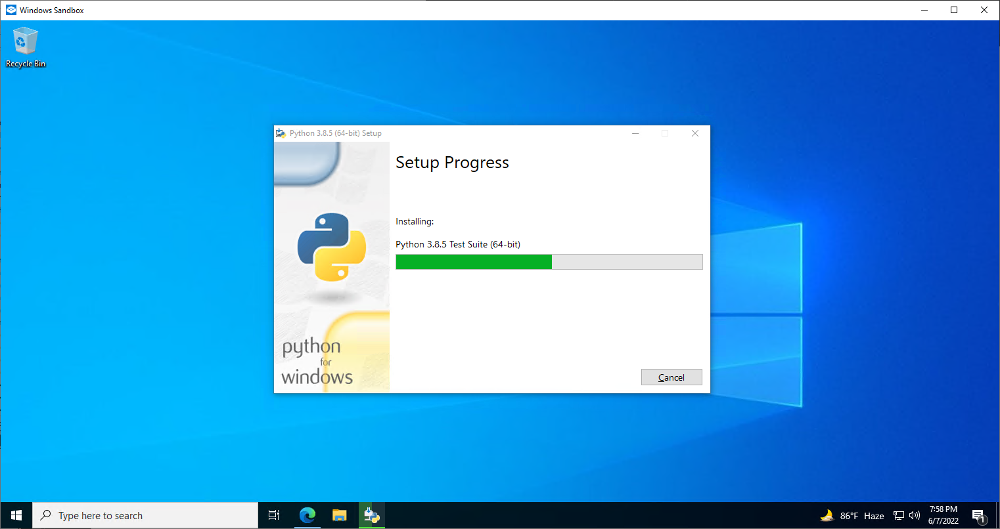 Windows Sandbox
Recycle Bin
Python 3.8.5 (64-bit) Setup
Setup Progress
Installing:
Python 3.8.5 Test Suite (64-bit)
python
for
windows
Cancel
Type here to search
86°F Haze
7:58 PM
6/7/2022
1